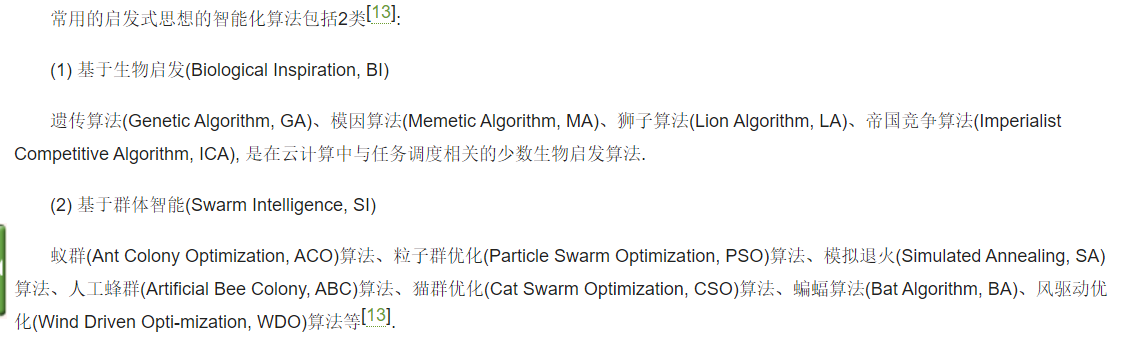 常用的启发式思想的智能化算法包括2类[13]:
(1) 基于生物启发(Biological Inspiration, BI)
遗传算法(Genetic Algorithm, GA)、模因算法(Memetic Algorithm, MA)、狮子算法(Lion Algorithm, LA)、帝国竞争算法(Imperialist
Competitive Algorithm, ICA), 是在云计算中与任务调度相关的少数生物启发算法.
(2) 基于群体智能(Swarm Intelligence, SI)
蚁群(Ant Colony Optimization, ACO)算法、粒子群优化(Particle Swarm Optimization, PSO)算法、模拟退火(Simulated Annealing, SA)
算法、人工蜂群(Artificial Bee Colony, ABC)算法、猫群优化(Cat Swarm Optimization, CSO)算法、蝙蝠算法(Bat Algorithm, BA)、风驱动优
化(Wind Driven Opti-mization, WDO)算法等[13].